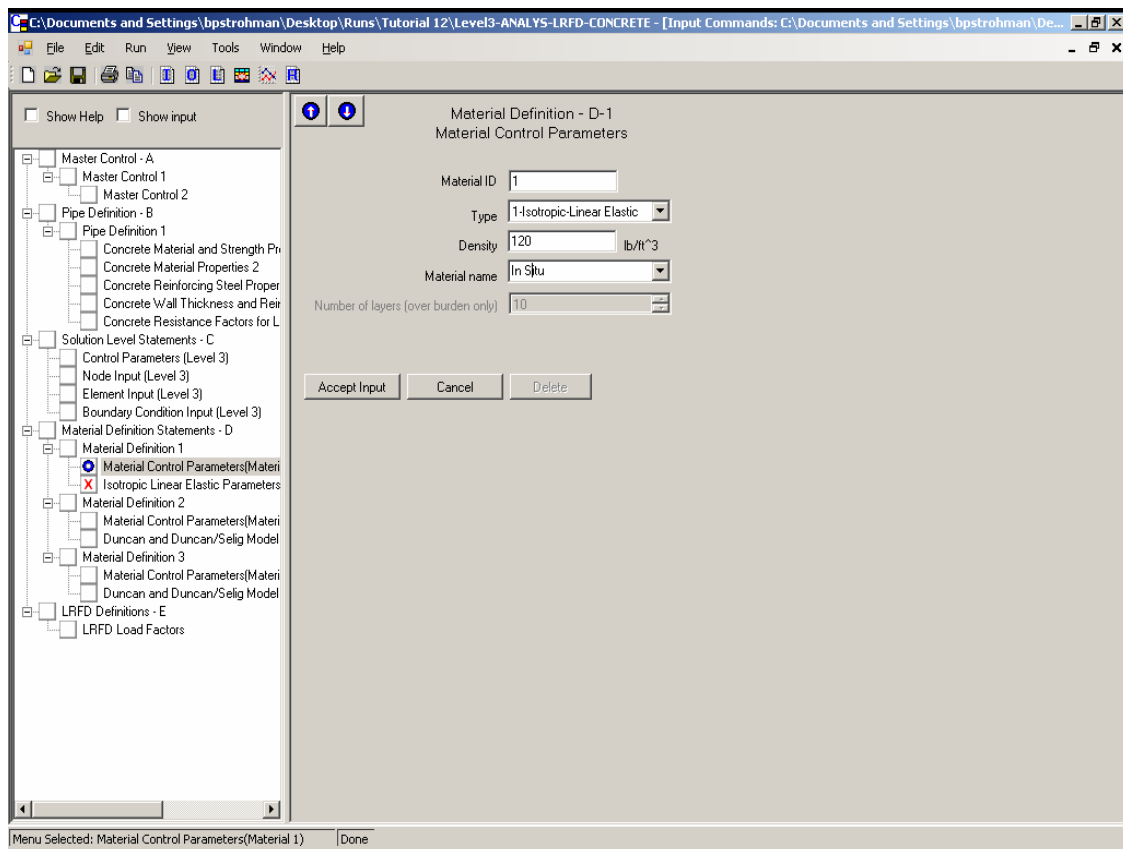 C:\Documents and Settings\bpstrohman\Desktop\Runs\Tutorial 12\Level3-ANALYS-LRFD-CONCRETE - [Input Commands: C:\Documents and Settings\bpstrohman\De...
File Edit Run View Tools Window Help
Show Help Show input
Master Control - A
Master Control 1
Master Control 2
Pipe Definition - B
Pipe Definition 1
Concrete Material and Strength Pr
Concrete Material Properties 2
Concrete Reinforcing Steel Proper
Concrete Wall Thickness and Rein
Concrete Resistance Factors for L
Solution Level Statements - C
Control Parameters (Level 3)
Node Input (Level 3)
Element Input (Level 3)
Boundary Condition Input (Level 3)
Material Definition Statements - D
Material Definition 1
Material Control Parameters(Materi
Isotropic Linear Elastic Parameters
Material Definition 2
Material Control Parameters(Materi
Duncan and Duncan/Selig Model
Material Definition 3
Material Control Parameters(Materi
Duncan and Duncan/Selig Model
LRFD Definitions - E
LRFD Load Factors
Material Definition - D-1
Material Control Parameters
Material ID 1
Type 1-Isotropic-Linear Elastic
Density 120 lb/ft^3
Material name In Situ
Number of layers (over burden only) 10
Accept Input Cancel Delete
Menu Selected: Material Control Parameters(Material 1) Done